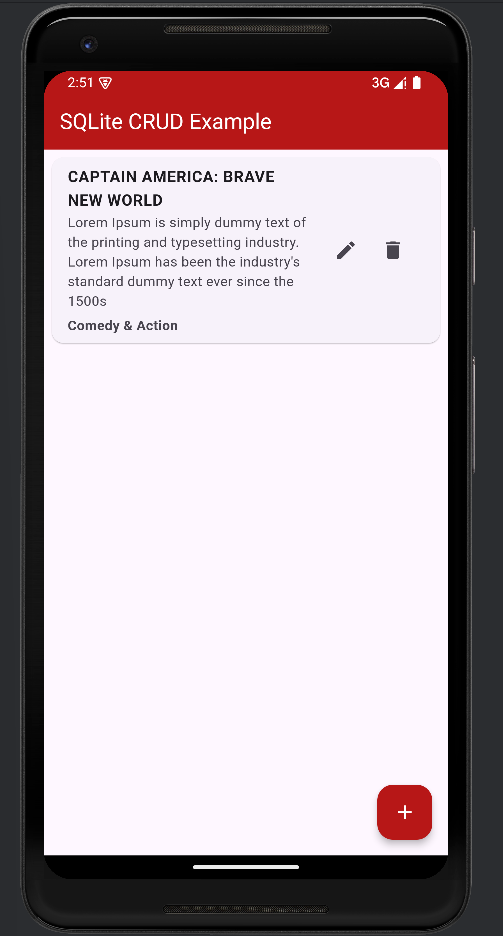 2:51
3G
SQLite CRUD Example
CAPTAIN AMERICA: BRAVE
NEW WORLD
Lorem Ipsum is simply dummy text of
the printing and typesetting industry.
Lorem Ipsum has been the industry's
standard dummy text ever since the
1500s
Comedy & Action